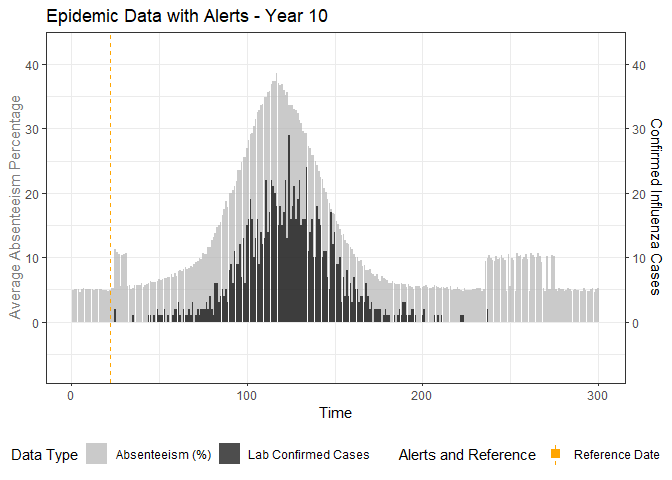 Epidemic Data with Alerts - Year 10
Average Absenteeism Percentage
40
30
20
10
0
40
30
20
10
0
Confirmed Influenza Cases
0
100
200
300
Time
Data Type
Absenteeism (%)
Lab Confirmed Cases
Alerts and Reference
Reference Date